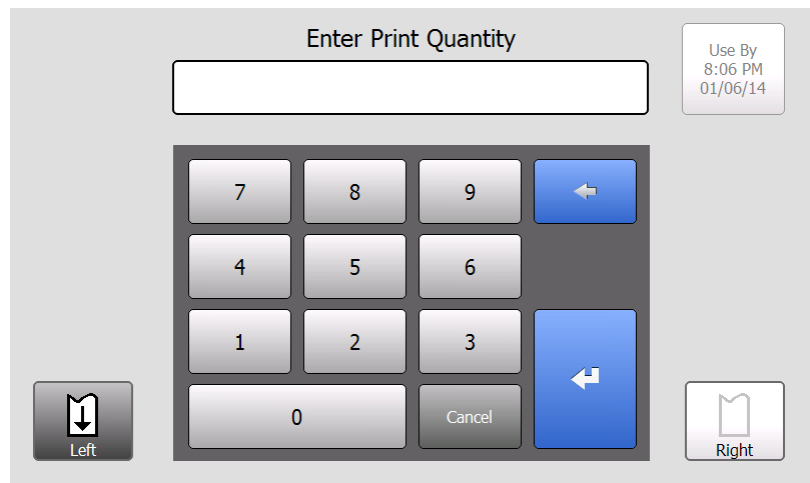 Enter Print Quantity
Use By
8:06 PM
01/06/14
7 8 9
4 5 6
1 2 3
0 Cancel
Left
Right